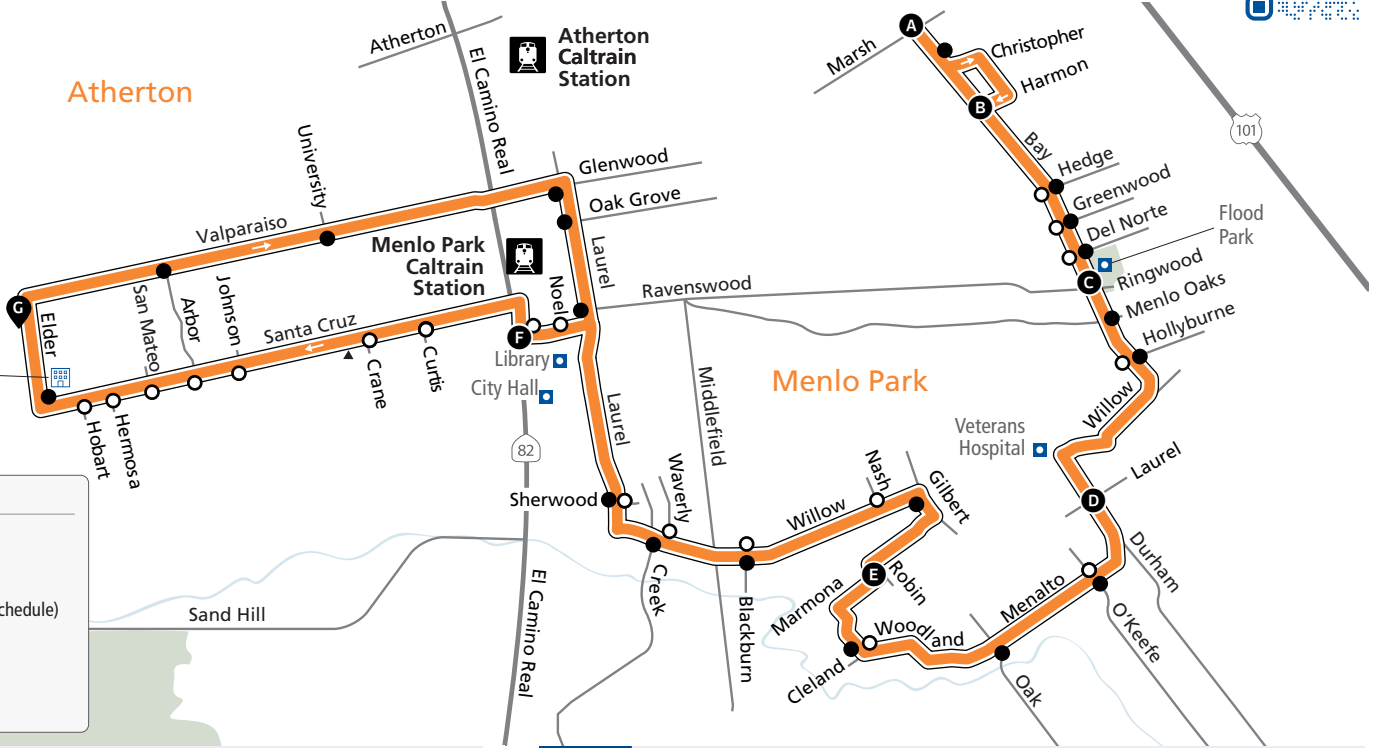 Atherton
Atherton
Caltrain
Station
Atherton
El Camino Real
Marsh
A
Christopher
Harmon
B
101
Bay
University
Glenwood
Oak Grove
Hedge
Greenwood
Del Norte
Flood
Park
Valparaiso
Menlo Park
Caltrain
Station
Laurel
Noel
Ravenswood
C
Ringwood
Menlo Oaks
Hollyburne
G
Elder
San Mateo
Arbor
Johnson
Santa Cruz
F
Library
City Hall
Crane
Curtis
Hobart
Hermosa
Laurel
Middlefield
Menlo Park
Willow
Veterans
Hospital
82
Laurel
D
Sherwood
Waverly
Willow
Nash
Gilbert
Durham
chedule)
Sand Hill
El Camino Real
Creek
Blackburn
E
Robin
Marmona
Woodland
Cleland
Menalto
O'Keefe
Oak